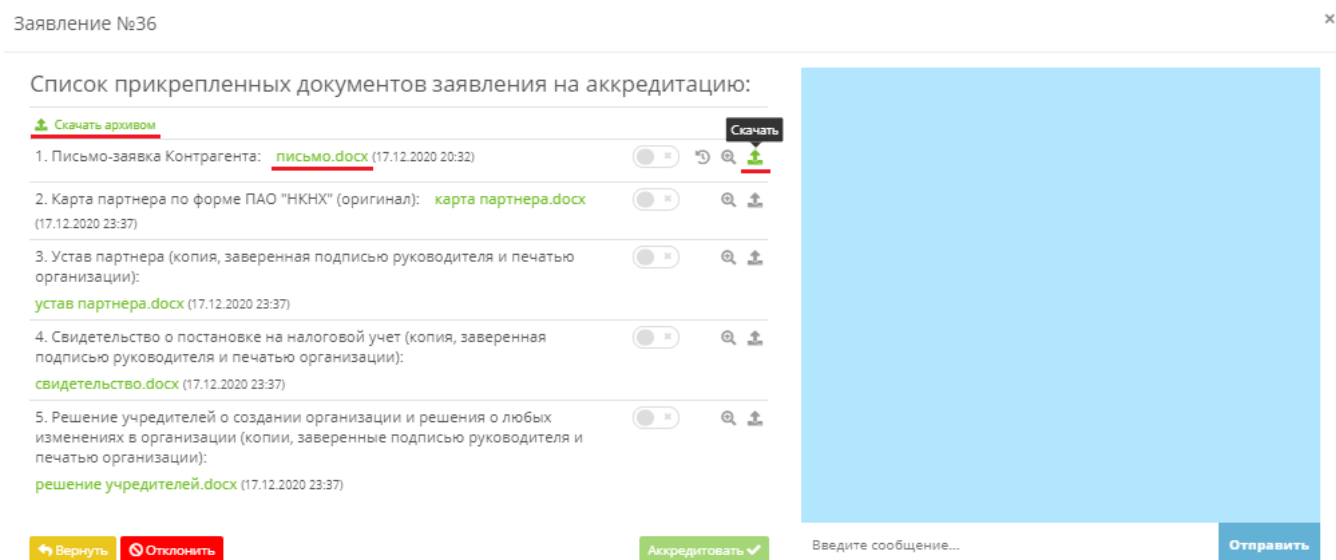 Заявление №36
×
Список прикрепленных документов заявления на аккредитацию:
Скачать архивом
Скачать
1. Письмо-заявка Контрагента: письмо.docx (17.12.2020 20:32)
2. Карта партнера по форме ПАО "НКНХ" (оригинал): карта партнера.docx
(17.12.2020 23:37)
3. Устав партнера (копия, заверенная подписью руководителя и печатью
организации):
устав партнера.docx (17.12.2020 23:37)
4. Свидетельство о постановке на налоговой учет (копия, заверенная
подписью руководителя и печатью организации):
свидетельство.docx (17.12.2020 23:37)
5. Решение учредителей о создании организации и решения о любых
изменениях в организации (копии, заверенные подписью руководителя и
печатью организации):
решение учредителей.docx (17.12.2020 23:37)
Вернуть Отклонить Аккредитовать Введите сообщение... Отправить